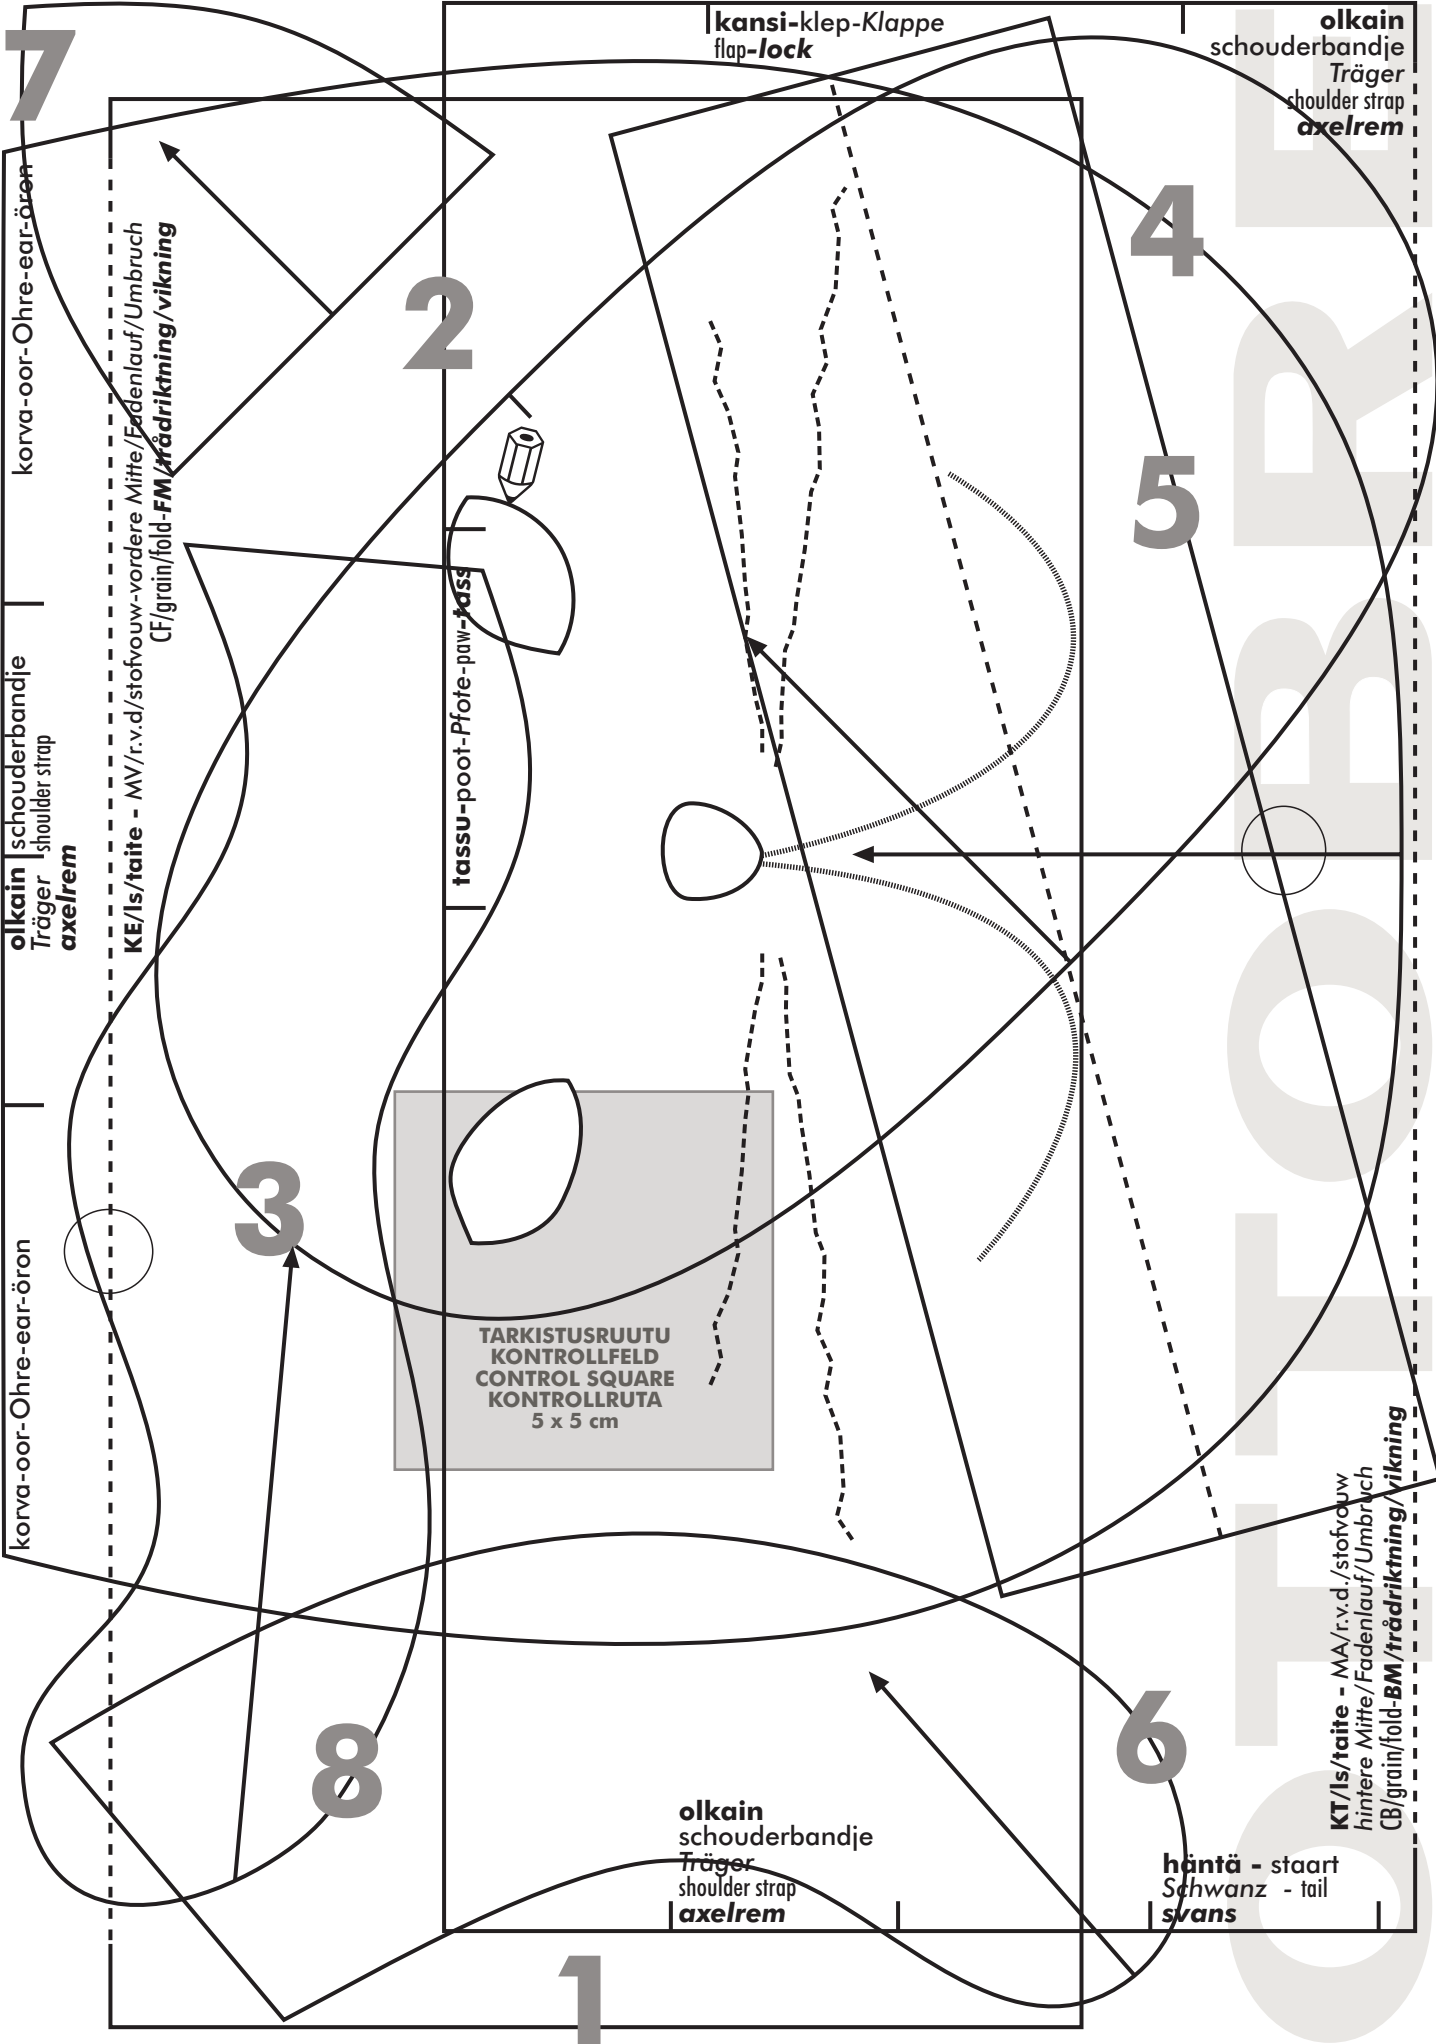 7
kansi-klep-Klappe
flap-lock
olkain
schouderbandje
Träger
shoulder strap
axelrem
korva-oor-Ohre-ear-öron
KE/ls/taite - MV/r.v.d/stofvouw-vordere Mitte/Fadenlauf/Umbruch
CF/grain/fold-FM/trådriktning/vikning
2
4
5
tassu-poot-Pfote-paw-tass
olkain schouderbandje
Träger shoulder strap
axelrem
3
TARKISTUSRUUTU
KONTROLLFELD
CONTROL SQUARE
KONTROLLRUTA
5 x 5 cm
korva-oor-Ohre-ear-öron
OTTOBRE
KT/ls/taite - MA/r.v.d./stofvouw
hintere Mitte/Fadenlauf/Umbruch
CB/grain/fold-BM/trådriktning/vikning
8
6
olkain
schouderbandje
Träger
shoulder strap
axelrem
häntä - staart
Schwanz - tail
svans
1